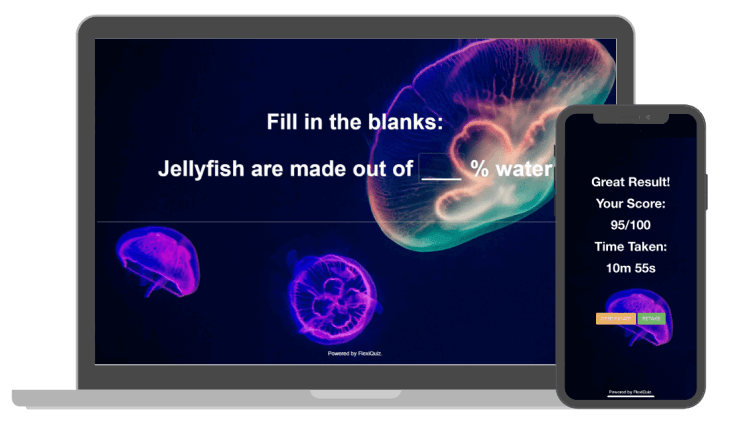 Fill in the blanks:
Jellyfish are made out of ___ % water
Powered by FlexiQuiz.
Great Result!
Your Score:
95/100
Time Taken:
10m 55s
Powered by FlexiQuiz.